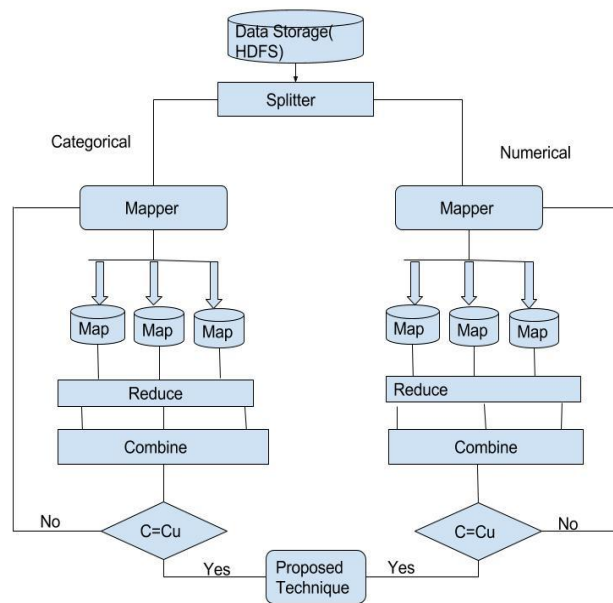 Data Storage(
HDFS)
Splitter
Categorical
Numerical
Mapper
Mapper
Map
Map
Map
Map
Map
Map
Reduce
Reduce
Combine
Combine
C=Cu
C=Cu
No
No
Yes
Yes
Proposed
Technique